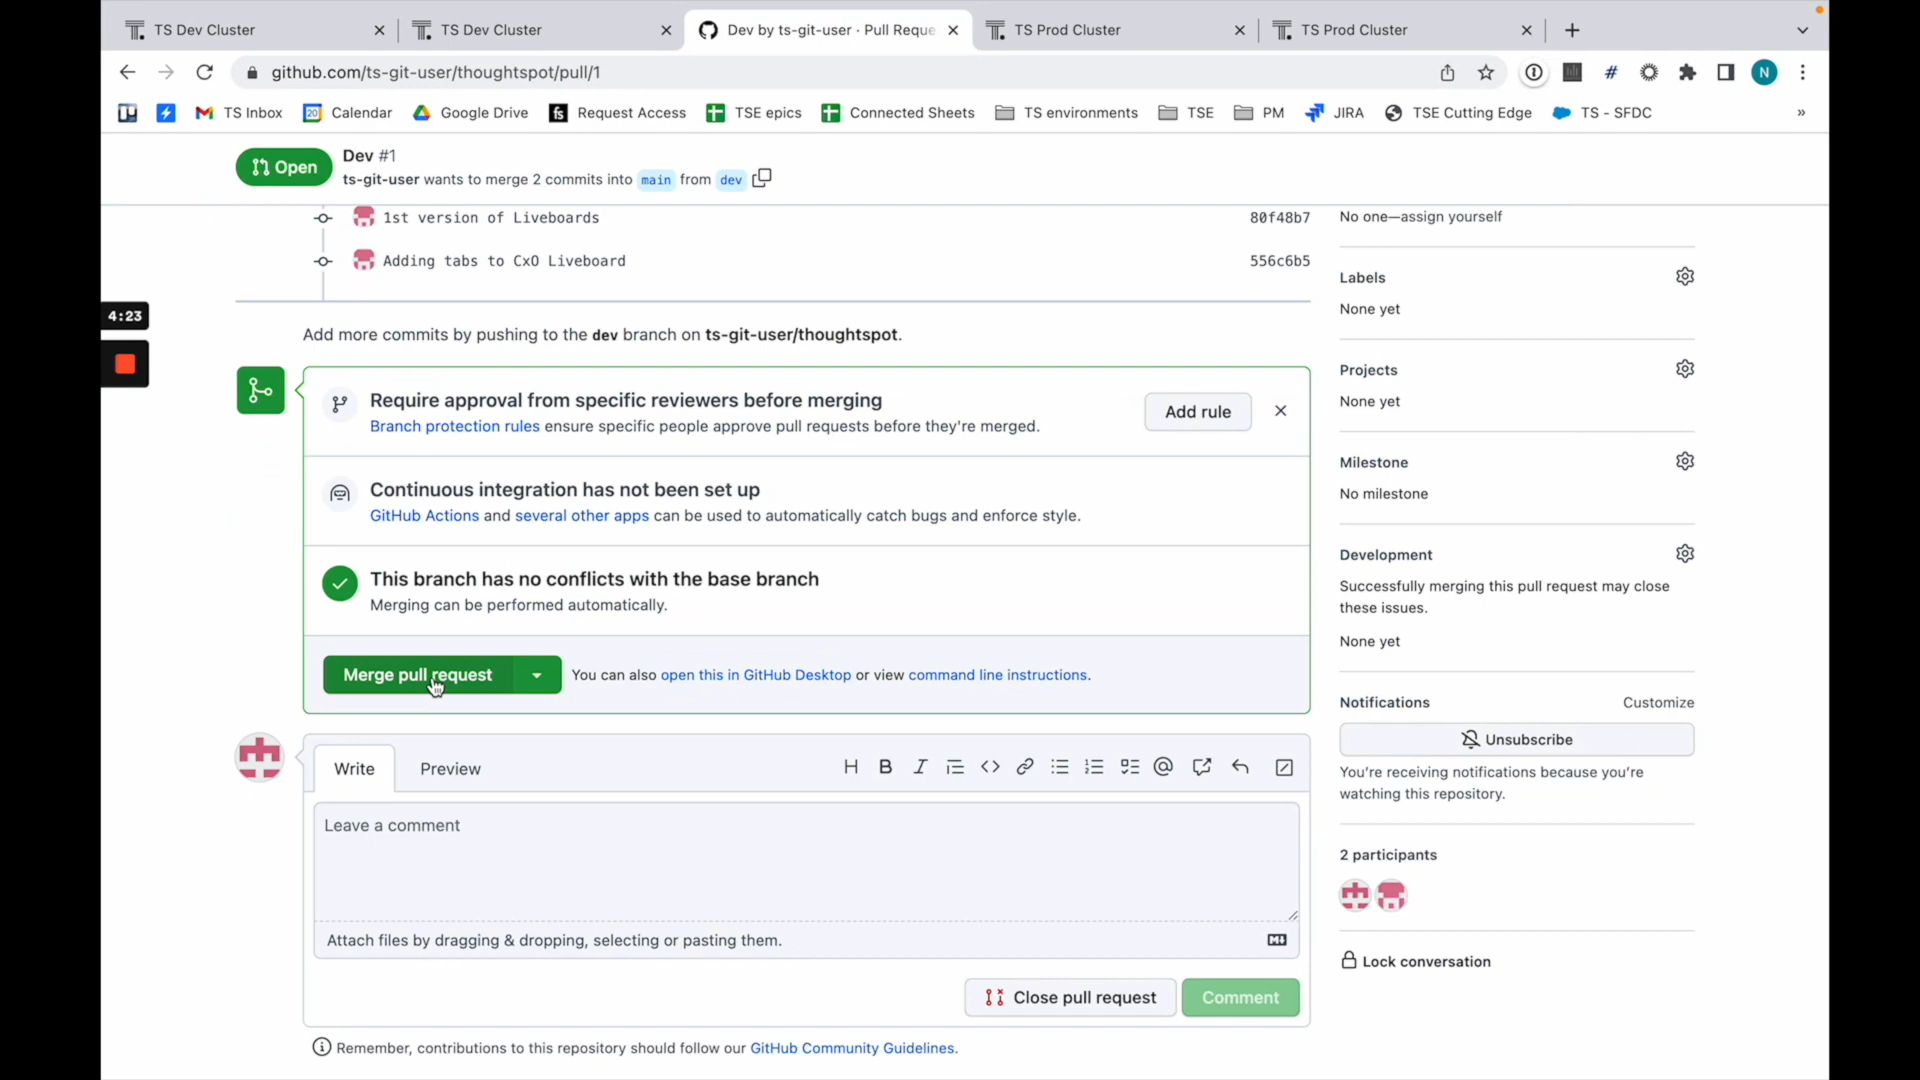 TS Dev Cluster
TS Dev Cluster
Dev by ts-git-user · Pull Reque
TS Prod Cluster
TS Prod Cluster
github.com/ts-git-user/thoughtspot/pull/1
N
TS Inbox
20 Calendar
Google Drive
fs Request Access
TSE epics
Connected Sheets
TS environments
TSE
PM
JIRA
TSE Cutting Edge
TS - SFDC
»
Open
Dev #1
ts-git-user wants to merge 2 commits into main from dev
1st version of Liveboards 80f48b7
Adding tabs to CxO Liveboard 556c6b5
4:23
Add more commits by pushing to the dev branch on ts-git-user/thoughtspot.
Require approval from specific reviewers before merging
Branch protection rules ensure specific people approve pull requests before they're merged.
Add rule
Continuous integration has not been set up
GitHub Actions and several other apps can be used to automatically catch bugs and enforce style.
This branch has no conflicts with the base branch
Merging can be performed automatically.
Merge pull request
You can also open this in GitHub Desktop or view command line instructions.
Write
Preview
Leave a comment
Attach files by dragging & dropping, selecting or pasting them.
Close pull request
Comment
Remember, contributions to this repository should follow our GitHub Community Guidelines.
No one—assign yourself
Labels
None yet
Projects
None yet
Milestone
No milestone
Development
Successfully merging this pull request may close
these issues.
None yet
Notifications
Customize
Unsubscribe
You're receiving notifications because you're
watching this repository.
2 participants
Lock conversation